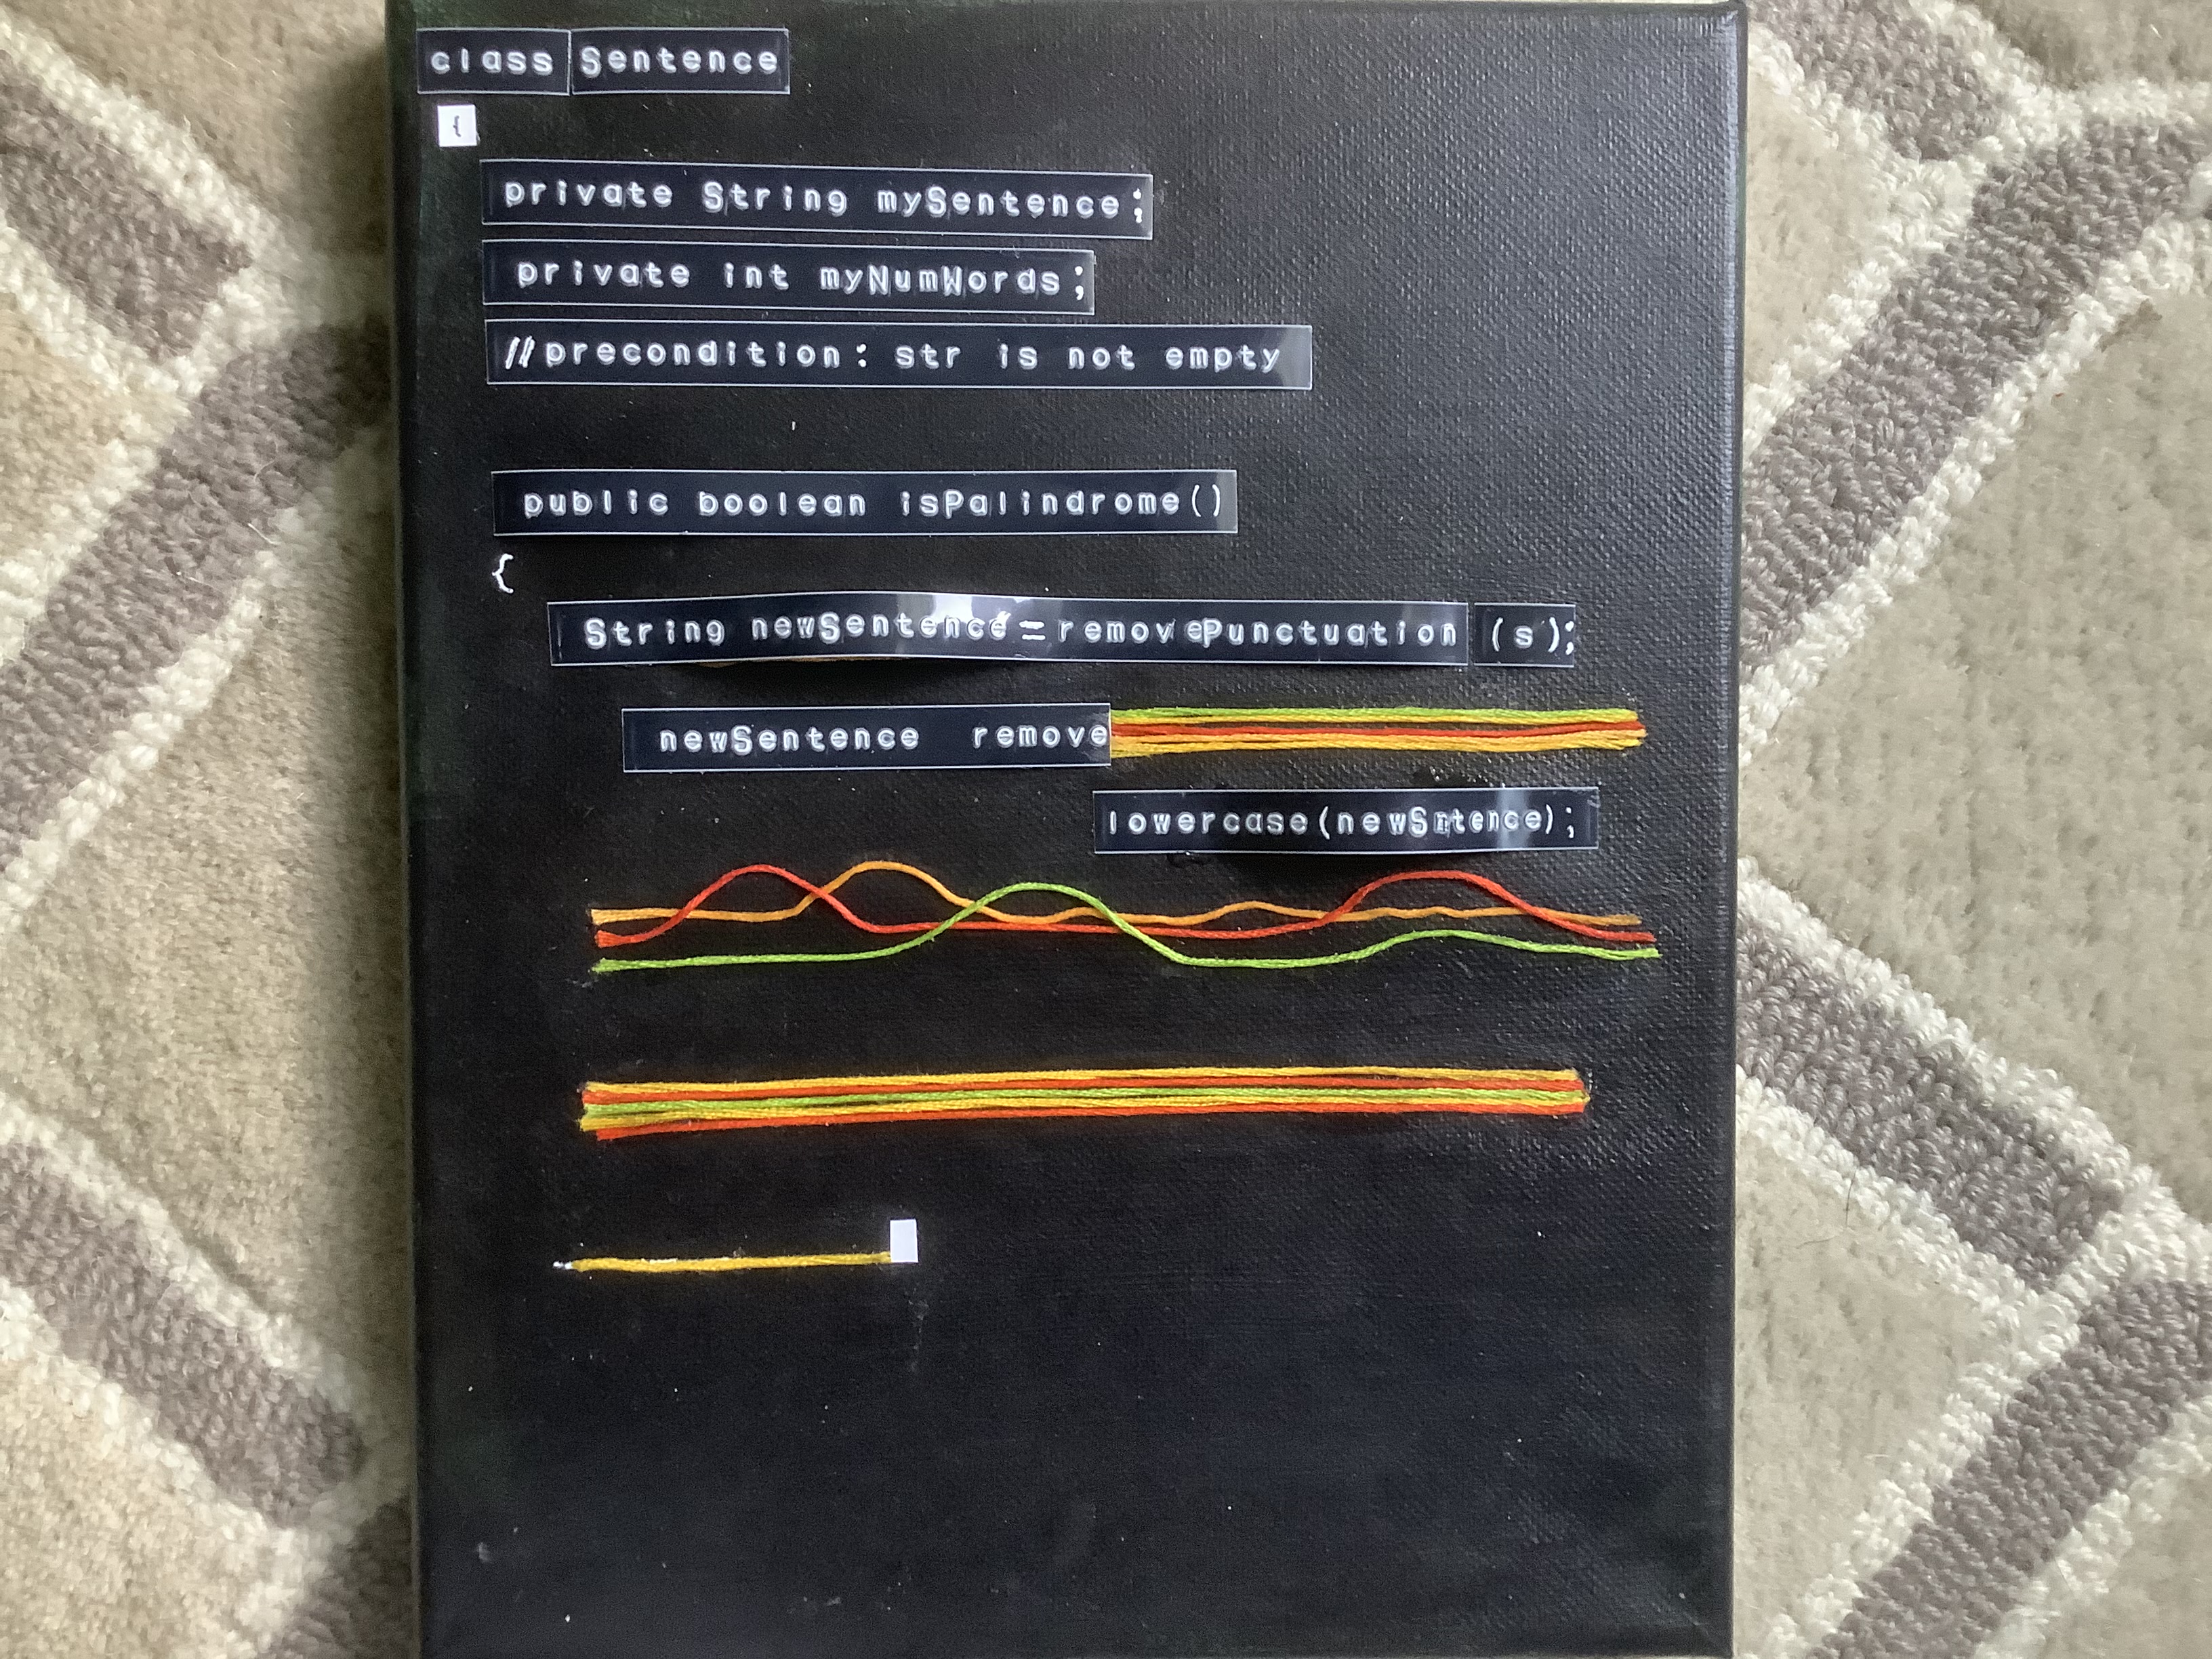 class Sentence
{
private String mySentence;
private int myNumWords;
//precondition: str is not empty
public boolean isPalindrome()
{
String newSentence = removePunctuation (s);
newSentence remove
lowercase(newSntence);